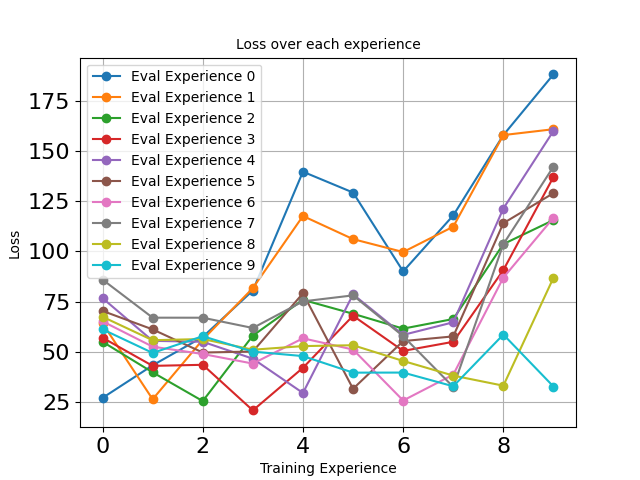 Loss over each experience
Eval Experience 0
Eval Experience 1
Eval Experience 2
Eval Experience 3
Eval Experience 4
Eval Experience 5
Eval Experience 6
Eval Experience 7
Eval Experience 8
Eval Experience 9
175
150
125
100
75
50
25
Loss
0 2 4 6 8
Training Experience